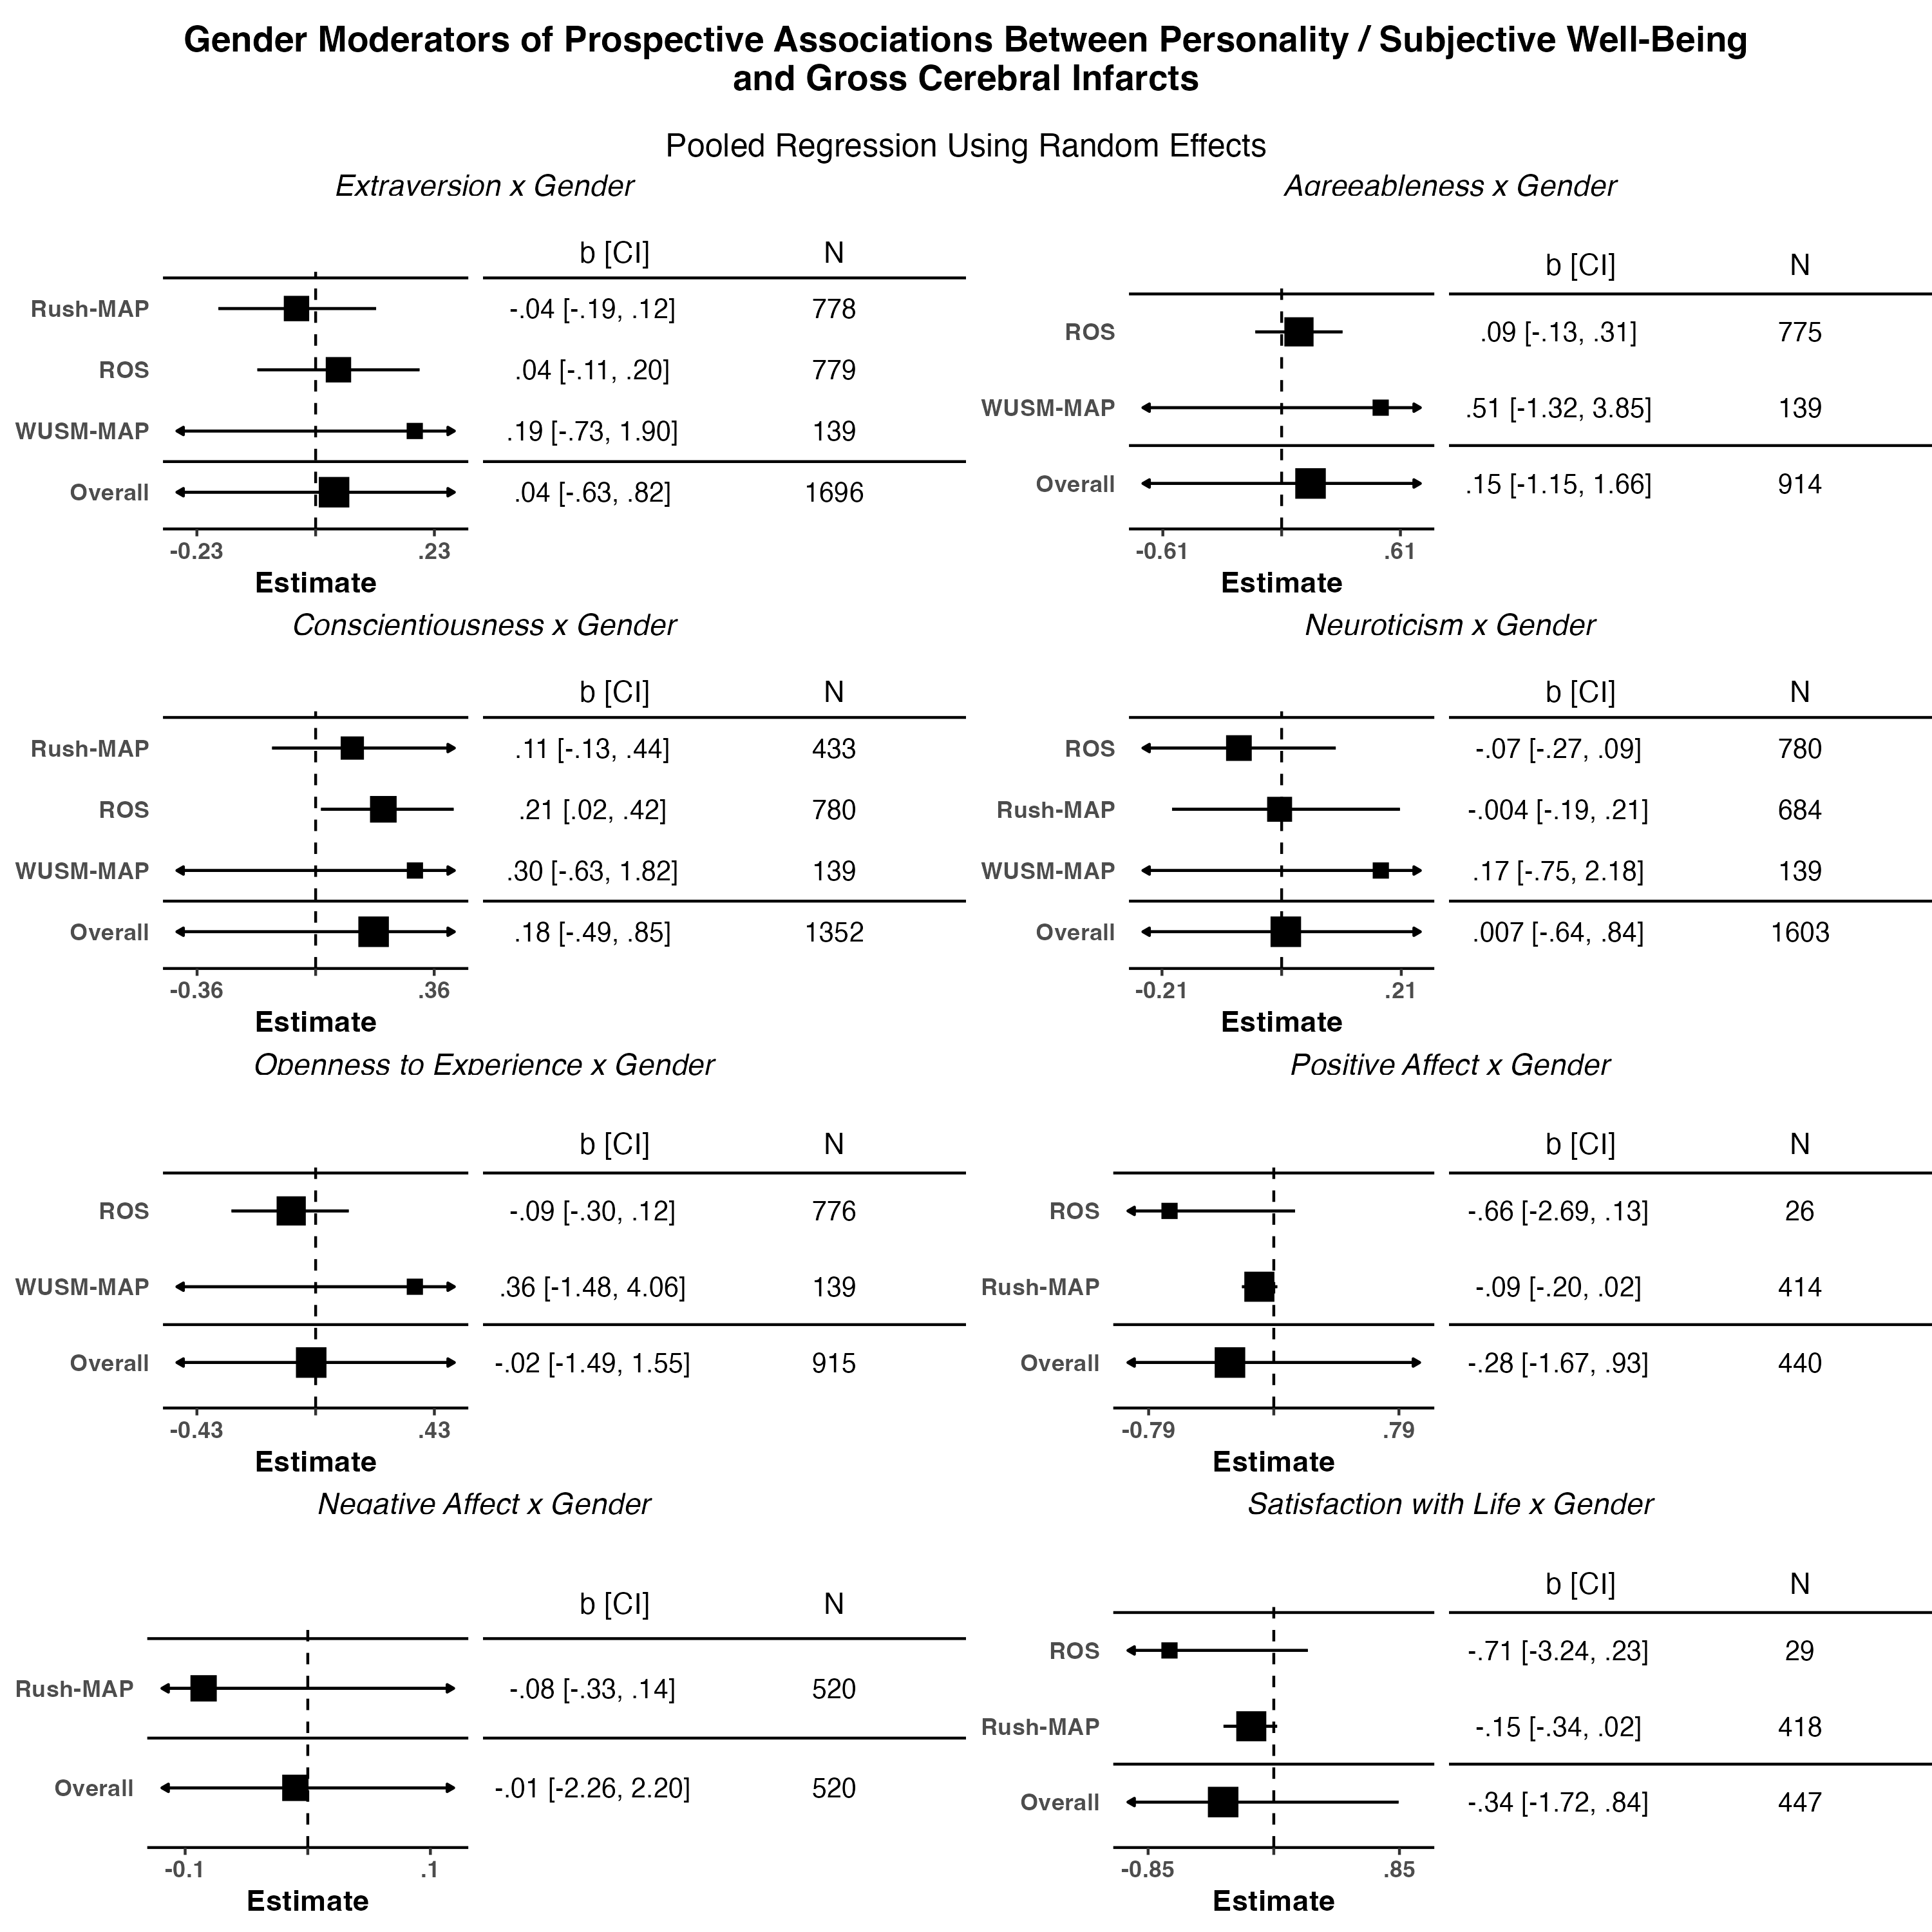 Gender Moderators of Prospective Associations Between Personality / Subjective Well-Being
and Gross Cerebral Infarcts
Pooled Regression Using Random Effects
Extraversion x Gender
b [CI] N
Rush-MAP -.04 [-.19, .12] 778
ROS .04 [-.11, .20] 779
WUSM-MAP .19 [-.73, 1.90] 139
Overall .04 [-.63, .82] 1696
-0.23 .23
Estimate
Agreeableness x Gender
b [CI] N
ROS .09 [-.13, .31] 775
WUSM-MAP .51 [-1.32, 3.85] 139
Overall .15 [-1.15, 1.66] 914
-0.61 .61
Estimate
Conscientiousness x Gender
b [CI] N
Rush-MAP .11 [-.13, .44] 433
ROS .21 [.02, .42] 780
WUSM-MAP .30 [-.63, 1.82] 139
Overall .18 [-.49, .85] 1352
-0.36 .36
Estimate
Neuroticism x Gender
b [CI] N
ROS -.07 [-.27, .09] 780
Rush-MAP -.004 [-.19, .21] 684
WUSM-MAP .17 [-.75, 2.18] 139
Overall .007 [-.64, .84] 1603
-0.21 .21
Estimate
Openness to Experience x Gender
b [CI] N
ROS -.09 [-.30, .12] 776
WUSM-MAP .36 [-1.48, 4.06] 139
Overall -.02 [-1.49, 1.55] 915
-0.43 .43
Estimate
Positive Affect x Gender
b [CI] N
ROS -.66 [-2.69, .13] 26
Rush-MAP -.09 [-.20, .02] 414
Overall -.28 [-1.67, .93] 440
-0.79 .79
Estimate
Negative Affect x Gender
b [CI] N
Rush-MAP -.08 [-.33, .14] 520
Overall -.01 [-2.26, 2.20] 520
-0.1 .1
Estimate
Satisfaction with Life x Gender
b [CI] N
ROS -.71 [-3.24, .23] 29
Rush-MAP -.15 [-.34, .02] 418
Overall -.34 [-1.72, .84] 447
-0.85 .85
Estimate